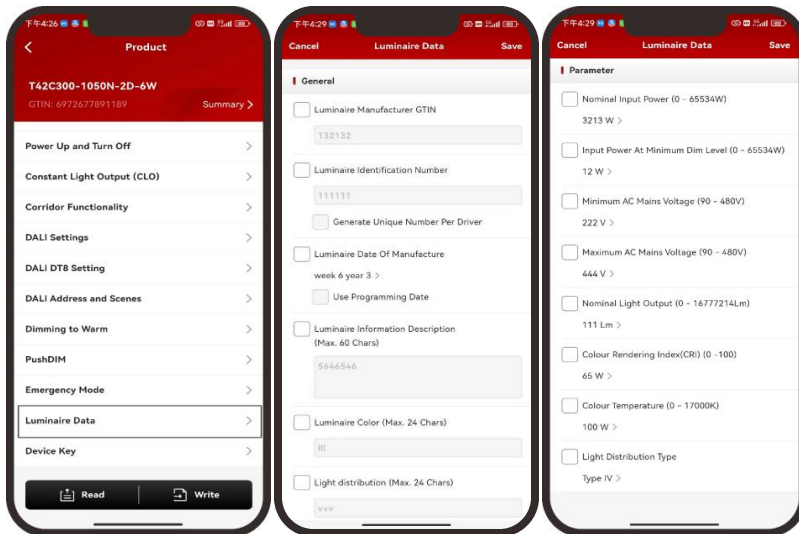 下午4:26
Product
T42C300-1050N-2D-6W
GTIN: 6972677891189
Summary >
Power Up and Turn Off >
Constant Light Output (CLO) >
Corridor Functionality >
DALI Settings >
DALI DT8 Setting >
DALI Address and Scenes >
Dimming to Warm >
PushDIM >
Emergency Mode >
Luminaire Data >
Device Key >
Read
Write
下午4:29
Cancel Luminaire Data Save
General
Luminaire Manufacturer GTIN
132132
Luminaire Identification Number
111111
Generate Unique Number Per Driver
Luminaire Date Of Manufacture
week 6 year 3 >
Use Programming Date
Luminaire Information Description
(Max. 60 Chars)
5646546
Luminaire Color (Max. 24 Chars)
Light distribution (Max. 24 Chars)
vvv
下午4:29
Cancel Luminaire Data Save
Parameter
Nominal Input Power (0 - 65534W)
3213 W >
Input Power At Minimum Dim Level (0 - 65534W)
12 W >
Minimum AC Mains Voltage (90 - 480V)
222 V >
Maximum AC Mains Voltage (90 - 480V)
444 V >
Nominal Light Output (0 - 16777214Lm)
111 Lm >
Colour Rendering Index(CRI) (0 -100)
65 W >
Colour Temperature (0 - 17000K)
100 W >
Light Distribution Type
Type IV >